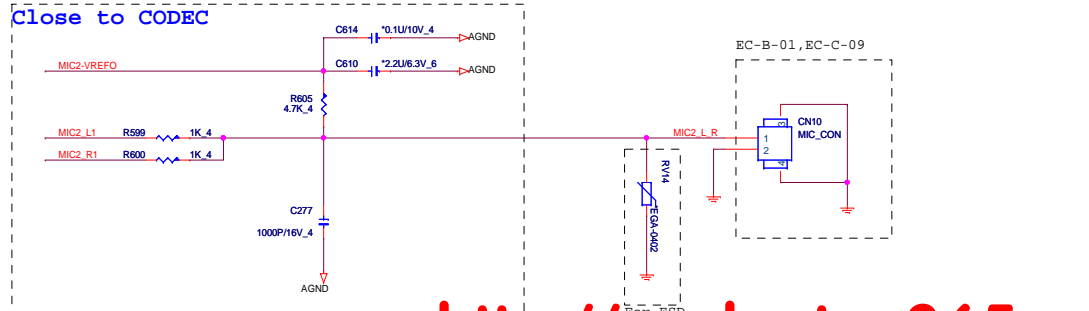 Close to CODEC
C614 *0.1U/10V_4
AGND
EC-B-01,EC-C-09
MIC2-VREFO
C610 *2.2U/6.3V_6
AGND
R605
4.7K_4
CN10
MIC_CON
3
MIC2_L1 R599 1K_4
MIC2_L_R
1
2
MIC2_R1 R600 1K_4
4
RV14
*EGA-0402
C277
1000P/16V_4
AGND